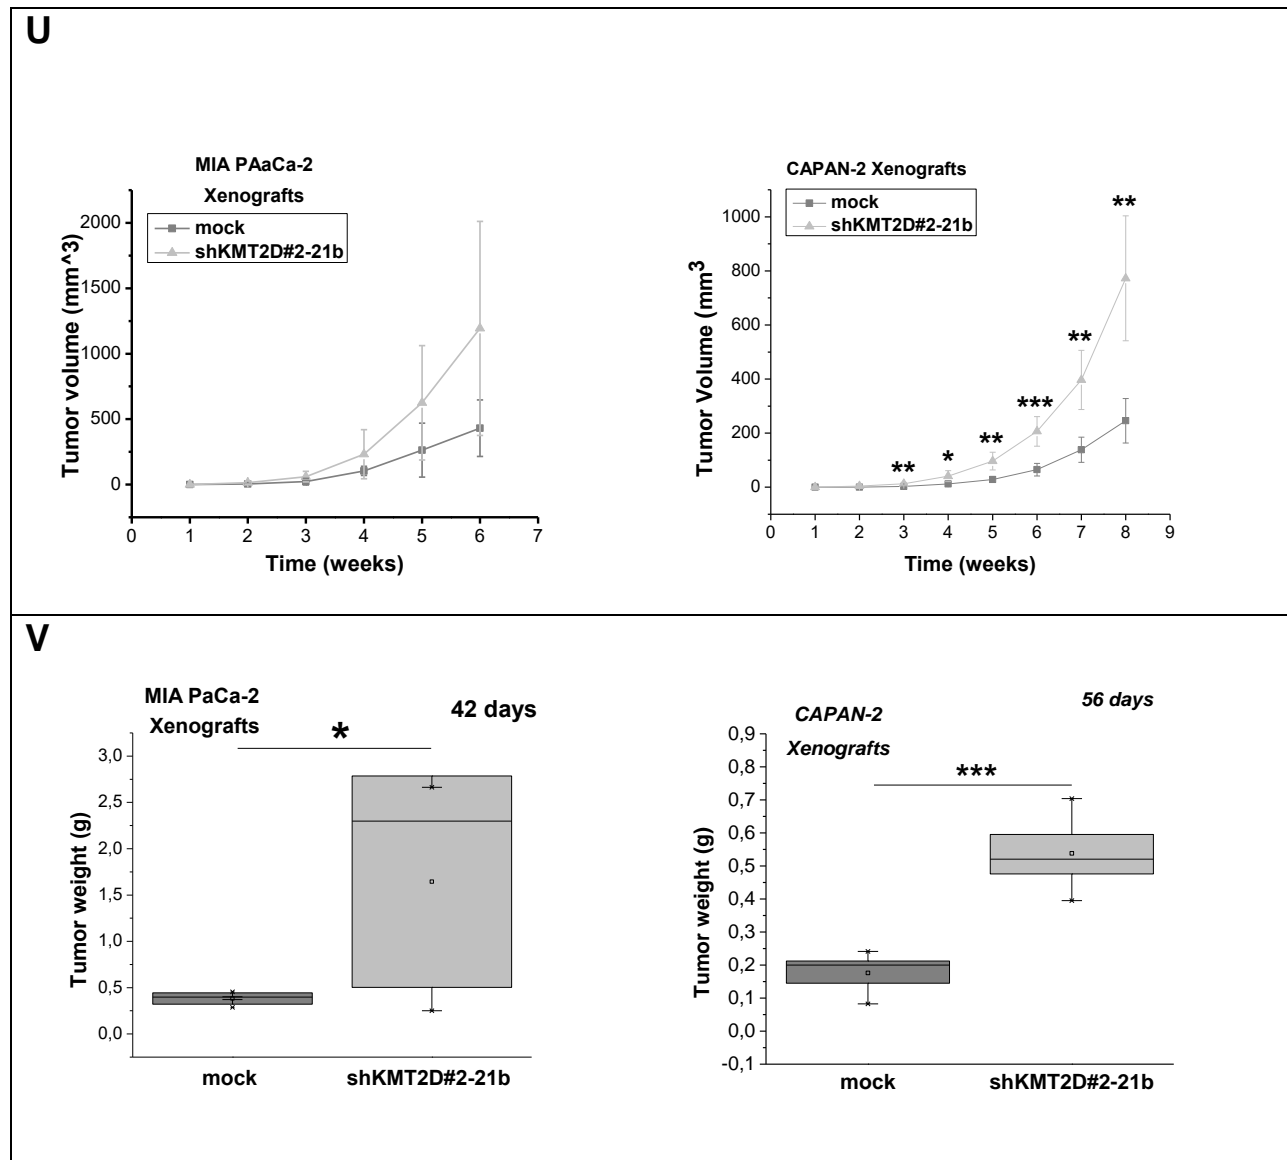 U
MIA PAaCa-2
Xenografts
mock
shKMT2D#2-21b
Tumor volume (mm^3)
2000
1500
1000
500
0
0 1 2 3 4 5 6 7
Time (weeks)
CAPAN-2 Xenografts
mock
shKMT2D#2-21b
Tumor Volume (mm3
1000
800
600
400
200
0
** * ** *** ** **
0 1 2 3 4 5 6 7 8 9
Time (weeks)
V
MIA PaCa-2
Xenografts
42 days
*
Tumor weight (g)
3,0
2,5
2,0
1,5
1,0
0,5
0,0
mock shKMT2D#2-21b
CAPAN-2
Xenografts
56 days
***
Tumor weight (g)
0,9
0,8
0,7
0,6
0,5
0,4
0,3
0,2
0,1
0,0
-0,1
mock shKMT2D#2-21b